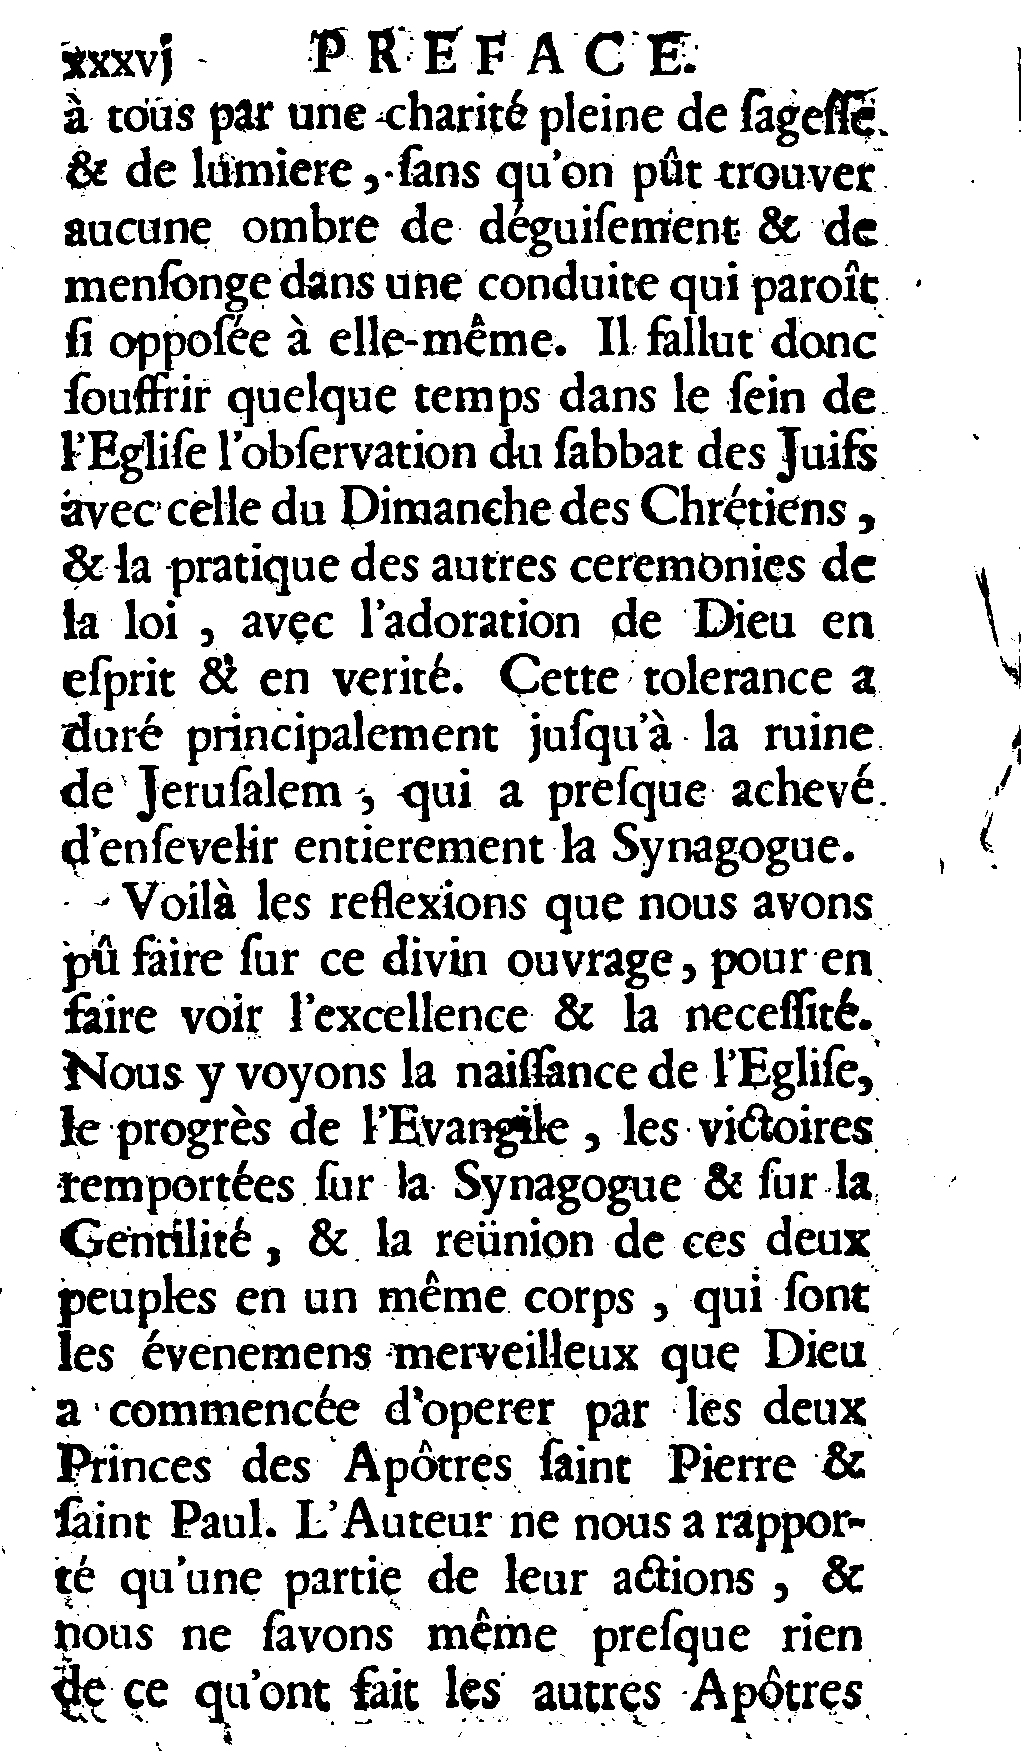 xxxvj PREFACE.
à tous par une charité pleine de ſageſſe
& de lumiere, ſans qu'on pût trouver
aucune ombre de déguiſement & de
menſonge dans une conduite qui paroît
ſi oppoſée à elle-même. Il fallut donc
ſouffrir quelque temps dans le ſein de
l'Egliſe l'obſervation du ſabbat des Juifs
avec celle du Dimanche des Chrétiens,
& la pratique des autres ceremonies de
la loi, avec l'adoration de Dieu en
eſprit & en verité. Cette tolerance a
duré principalement juſqu'à la ruine
de Jeruſalem, qui a preſque achevé
d'enſevelir entierement la Synagogue.
Voilà les reflexions que nous avons
pû faire ſur ce divin ouvrage, pour en
faire voir l'excellence & la neceſſité.
Nous y voyons la naiſſance de l'Egliſe,
le progrès de l'Evangile, les victoires
remportées ſur la Synagogue & ſur la
Gentilité, & la reünion de ces deux
peuples en un même corps, qui ſont
les évenemens merveilleux que Dieu
a commencée d'operer par les deux
Princes des Apôtres ſaint Pierre &
ſaint Paul. L'Auteur ne nous a rappor-
té qu'une partie de leur actions, &
nous ne ſavons même preſque rien
de ce qu'ont fait les autres Apôtres